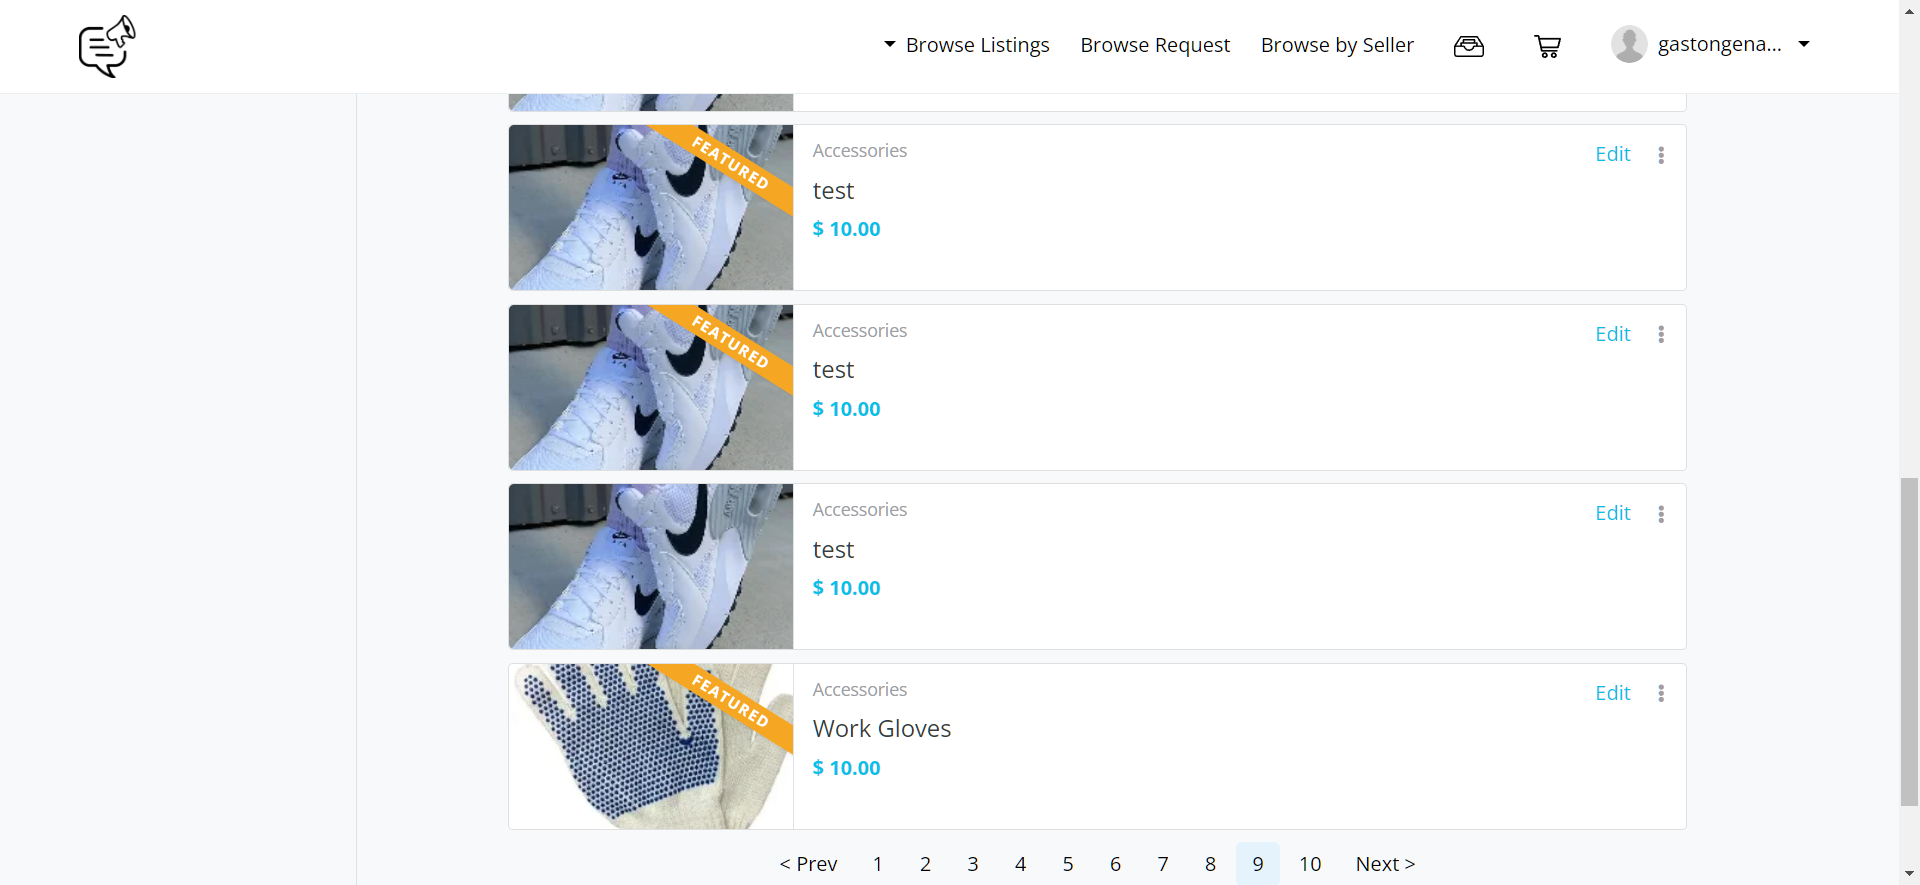 Browse Listings Browse Request Browse by Seller gastongena...
FEATURED
Accessories
Edit
test
$ 10.00
FEATURED
Accessories
Edit
test
$ 10.00
Accessories
Edit
test
$ 10.00
FEATURED
Accessories
Edit
Work Gloves
$ 10.00
< Prev 1 2 3 4 5 6 7 8 9 10 Next >